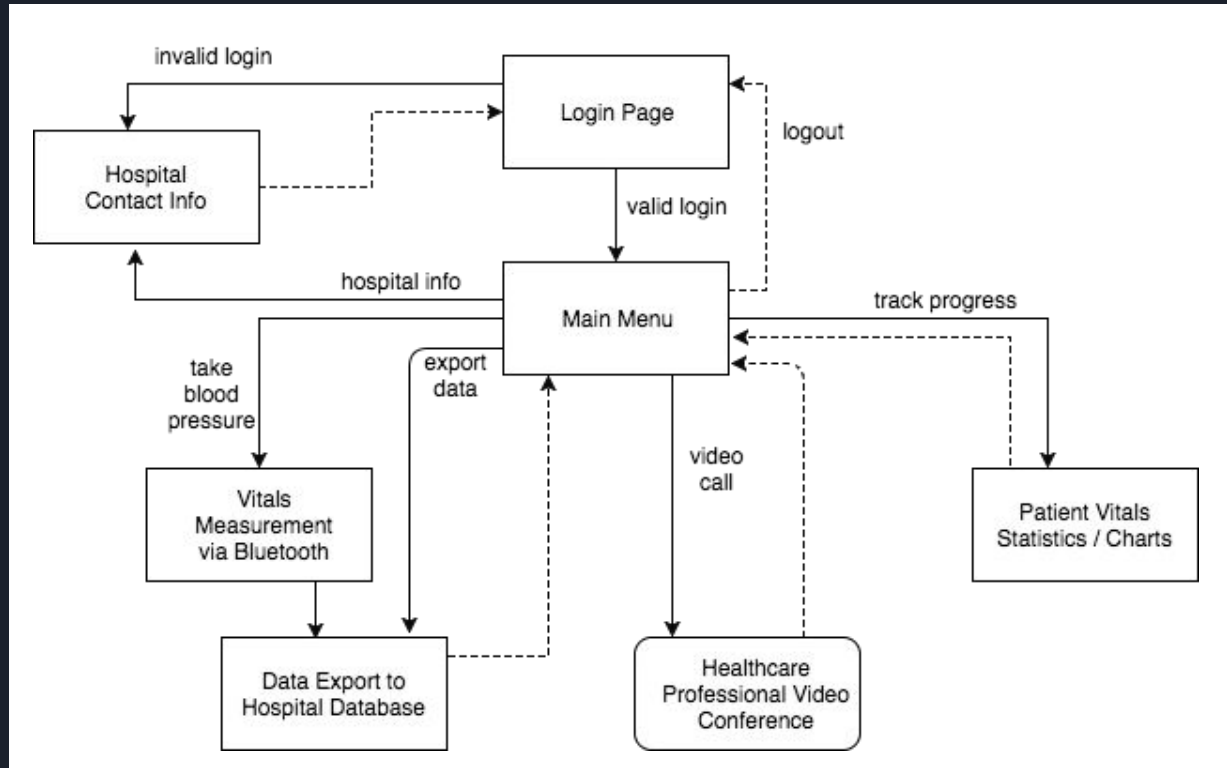 invalid login
Login Page
logout
Hospital
Contact Info
valid login
hospital info
Main Menu
track progress
take
blood
pressure
export
data
video
call
Vitals
Measurement
via Bluetooth
Patient Vitals
Statistics / Charts
Data Export to
Hospital Database
Healthcare
Professional Video
Conference